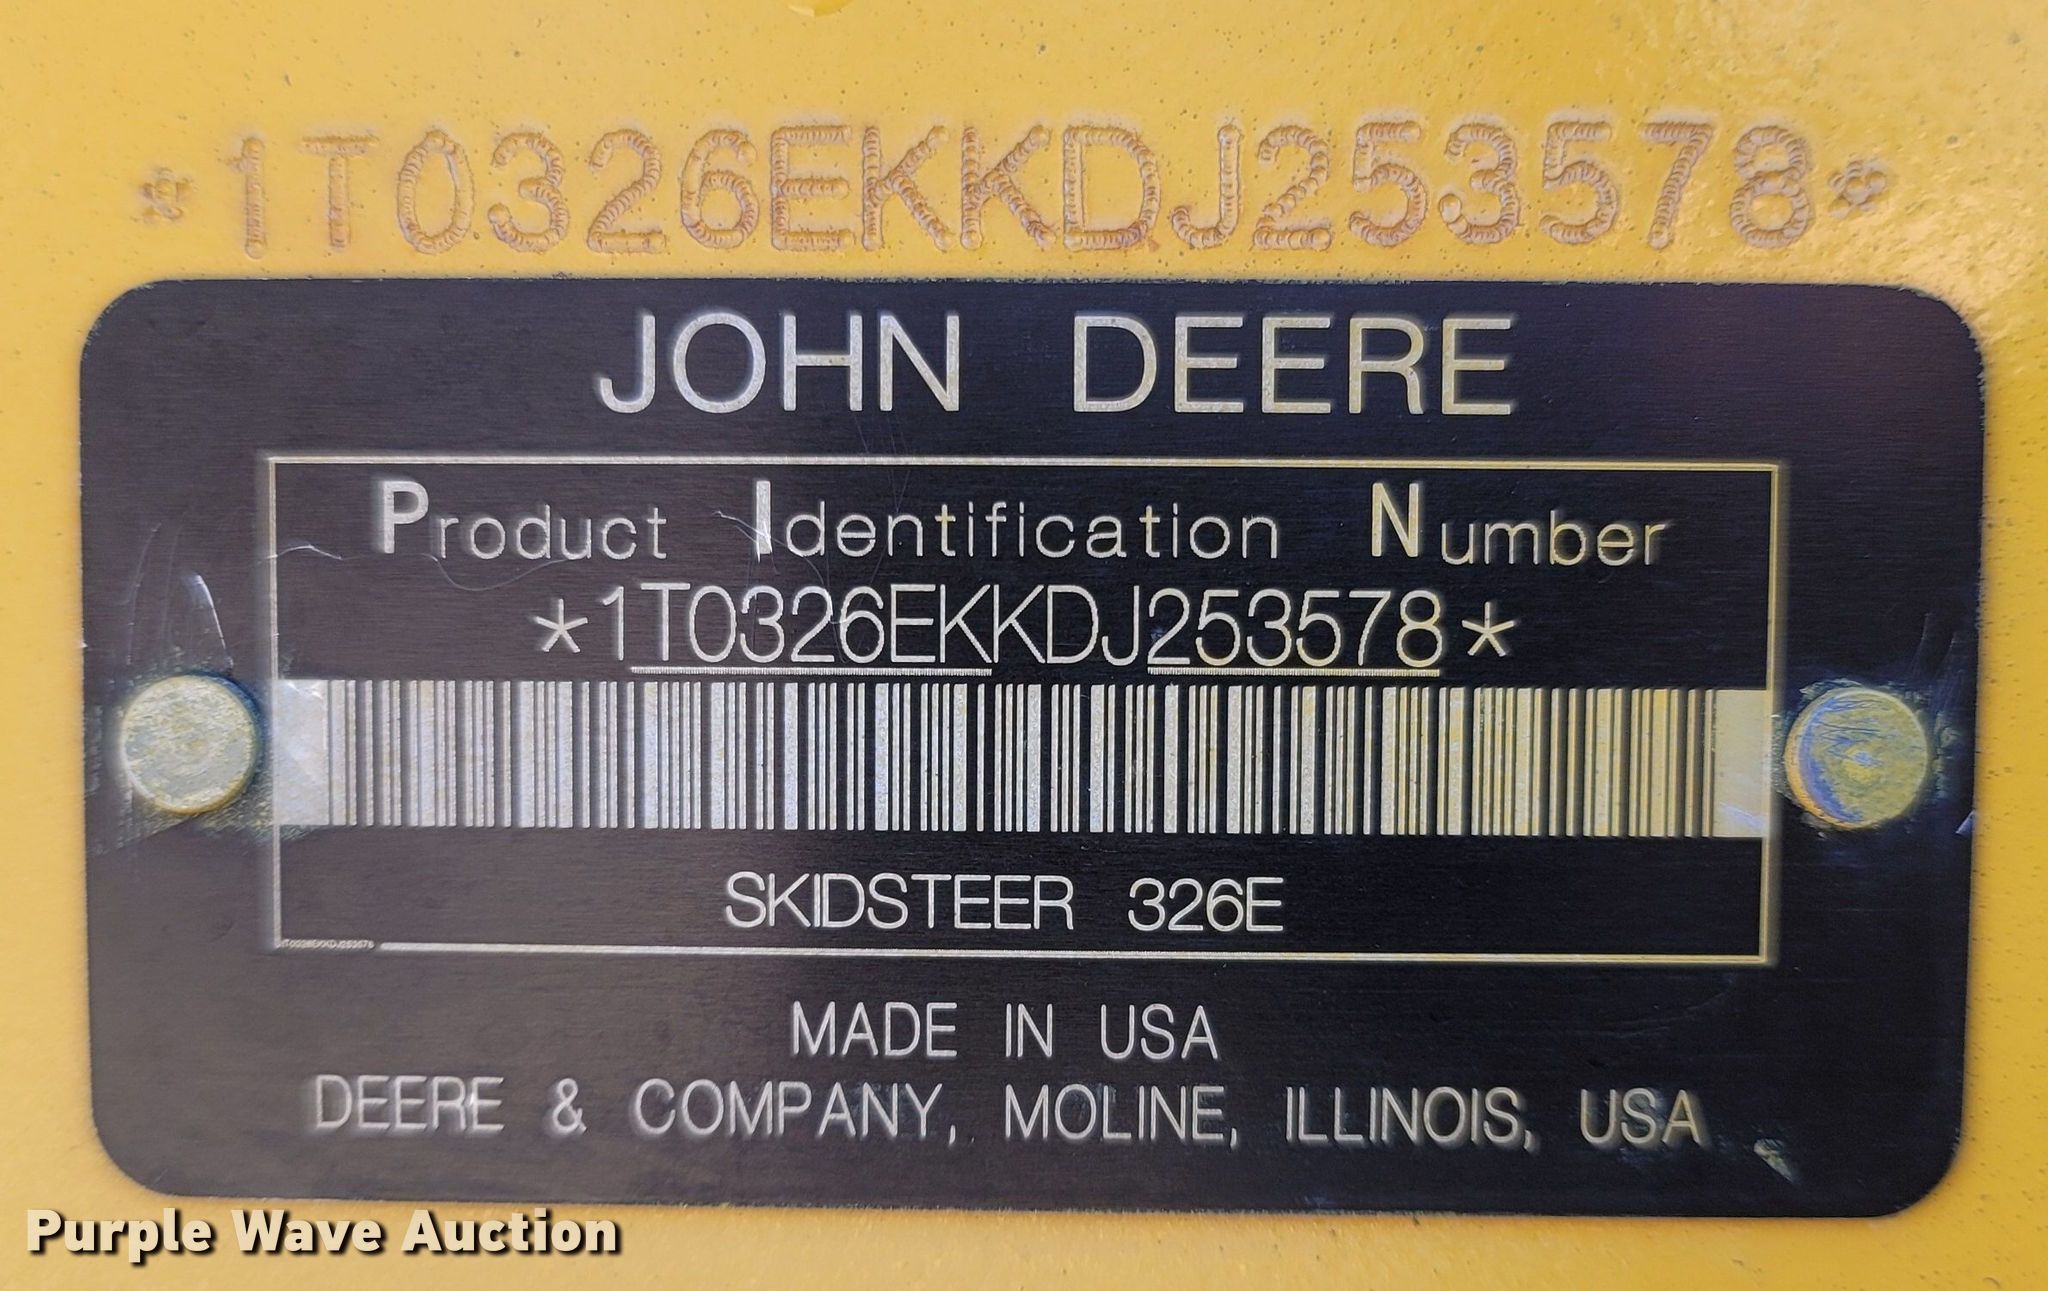 *1T0326EKKDJ253578*
JOHN DEERE
Product Identification Number
*1T0326EKKDJ253578*
SKIDSTEER 326E
1T0326EKKDJ253578
MADE IN USA
DEERE & COMPANY, MOLINE, ILLINOIS, USA
Purple Wave Auction